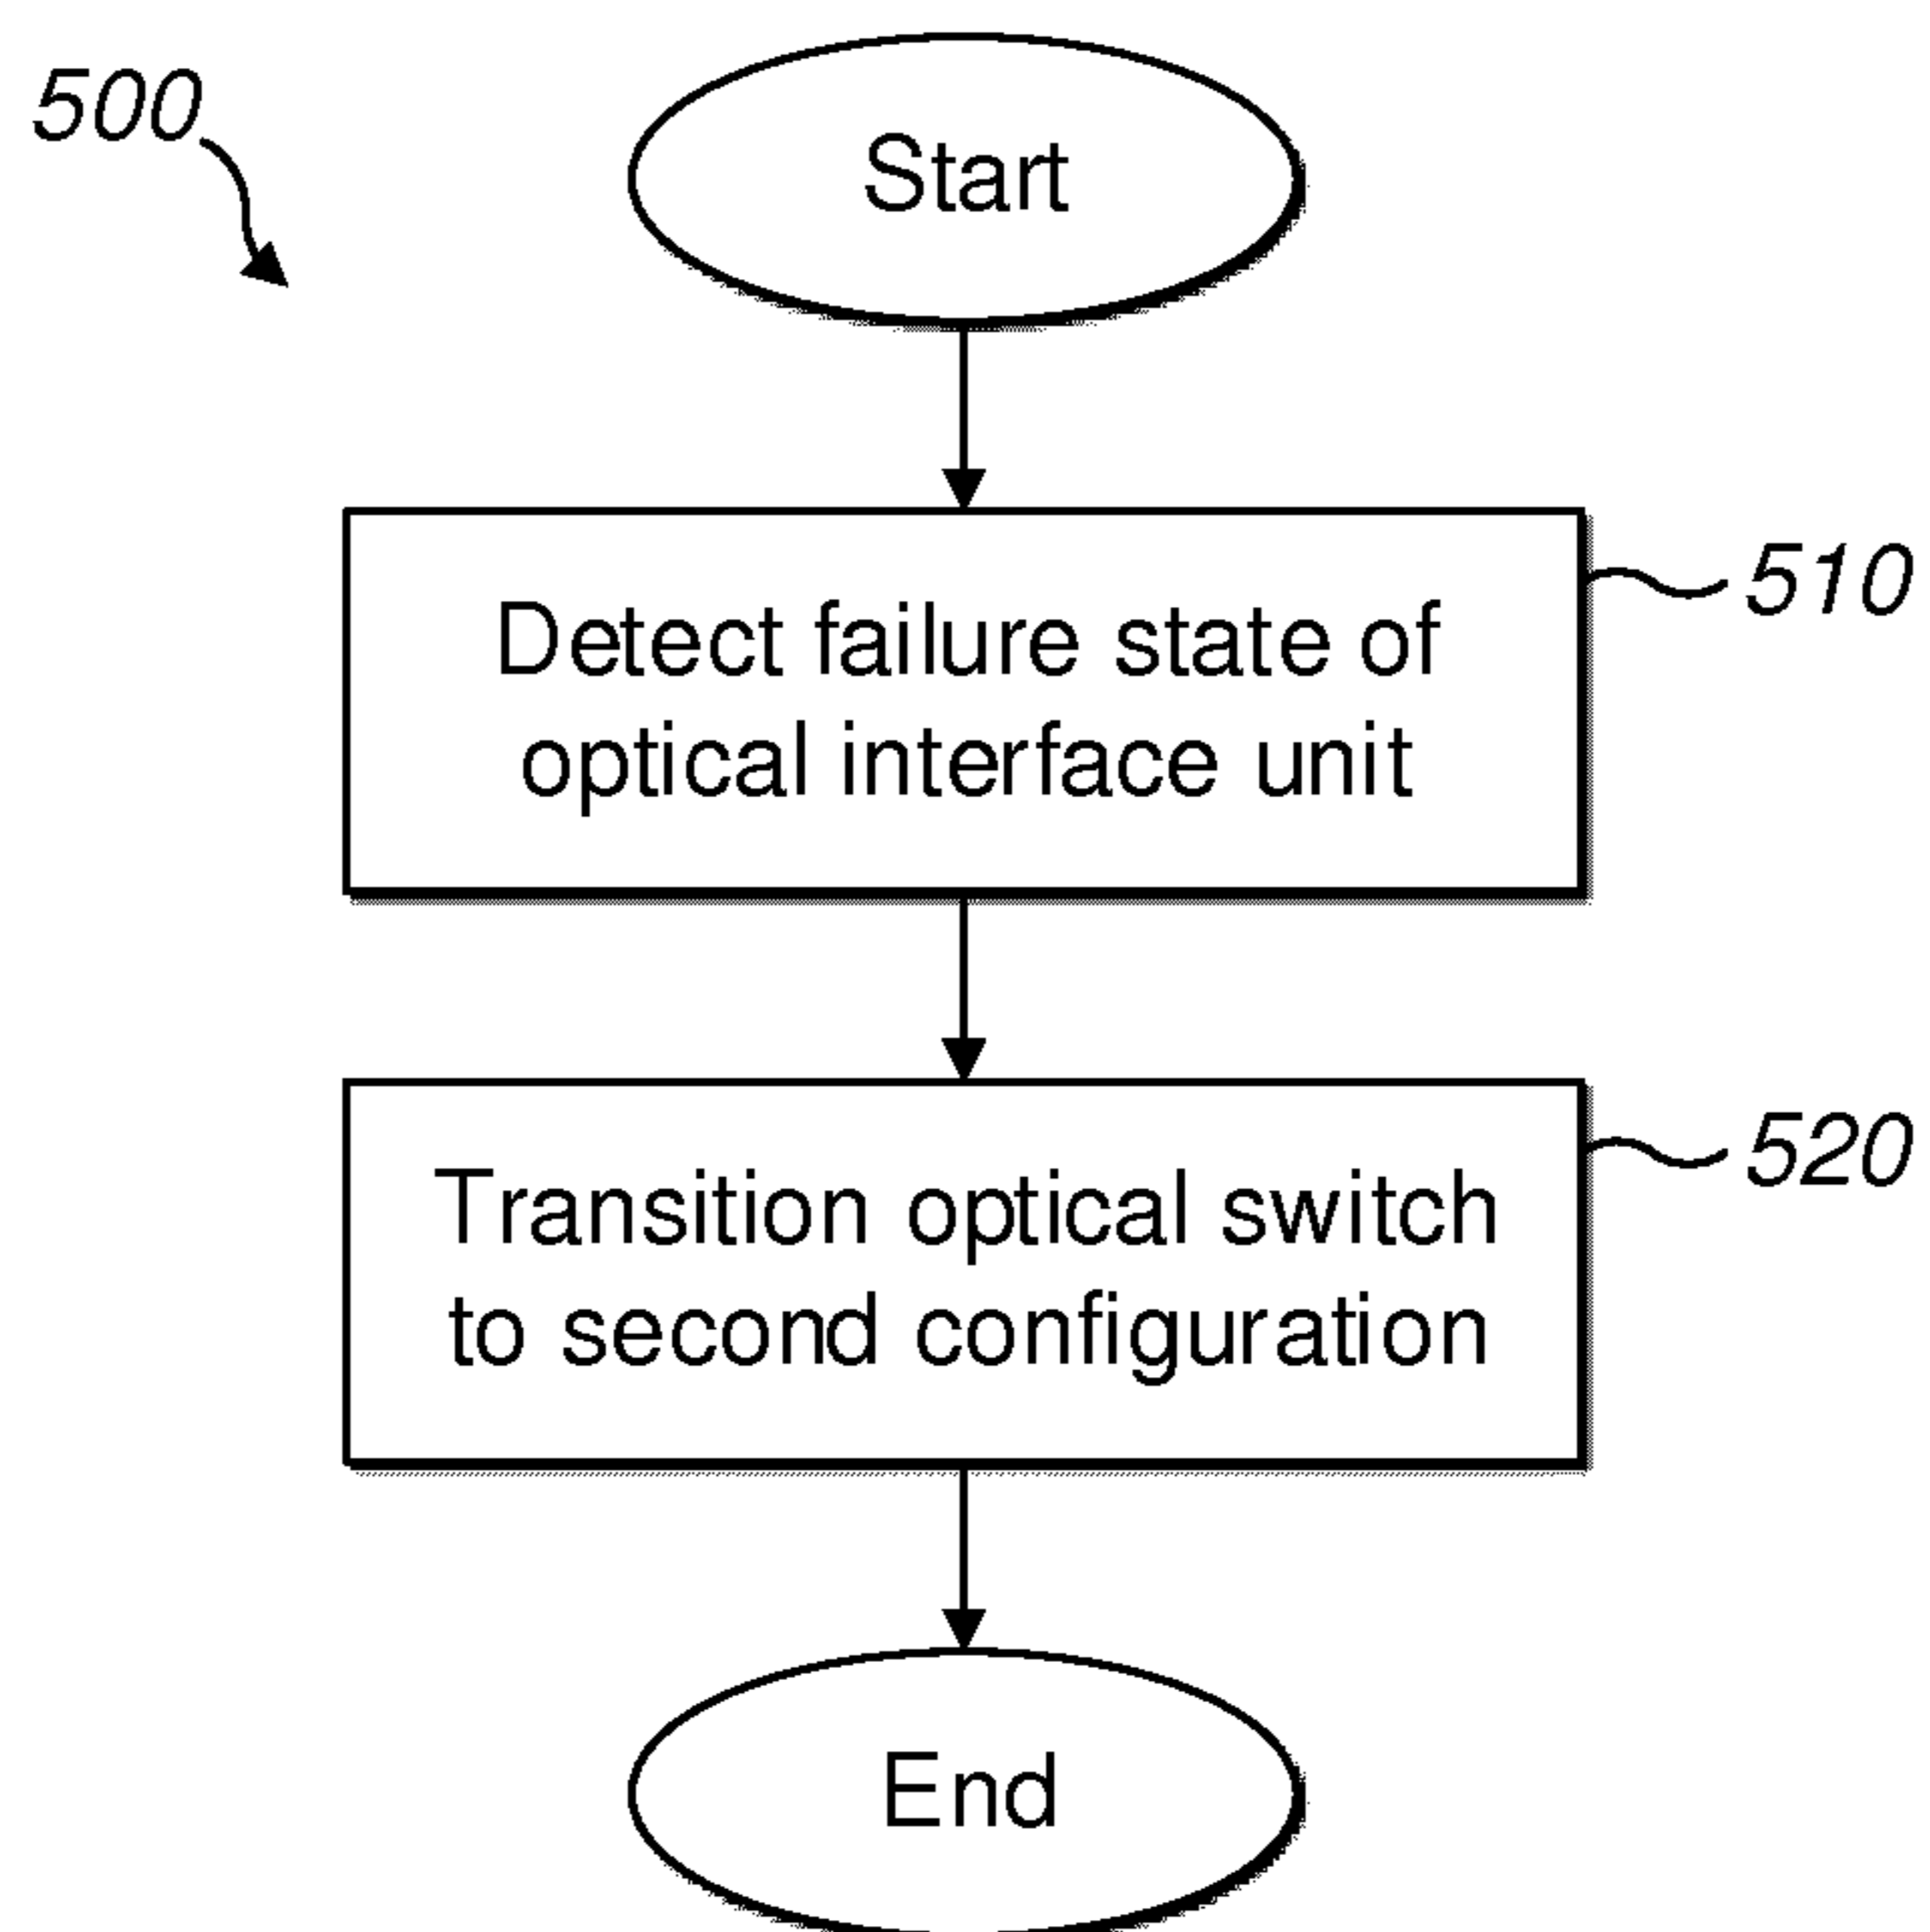 500
Start
Detect failure state of
optical interface unit
510
Transition optical switch
to second configuration
520
End